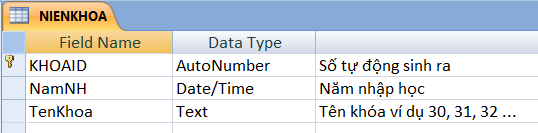 NIENKHOA
Field Name Data Type
KHOAID AutoNumber Số tự động sinh ra
NamNH Date/Time Năm nhập học
TenKhoa Text Tên khóa ví dụ 30, 31, 32 ...